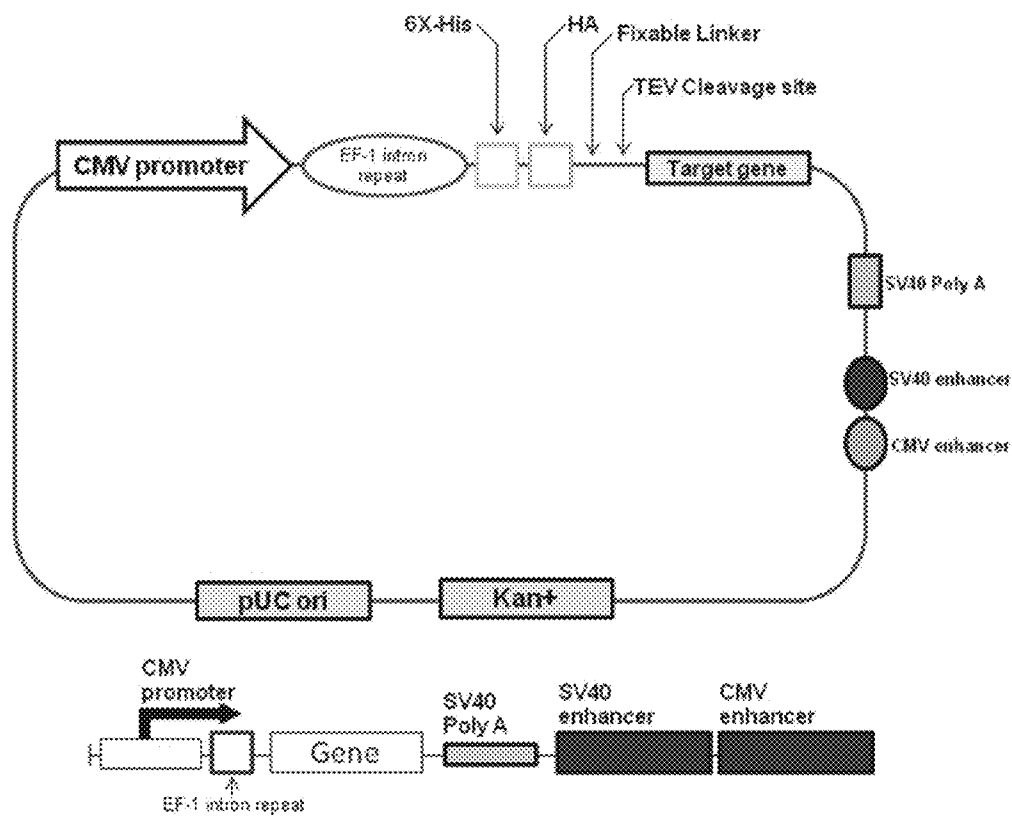 6X-His
HA
Fixable Linker
TEV Cleavage site
CMV promoter
EF-1 intron
repeat
Target gene
SV40 Poly A
SV40 enhancer
CMV enhancer
pUC ori
Kan+
CMV
promoter
SV40
Poly A
SV40
enhancer
CMV
enhancer
Gene
EF-1 intron repeat